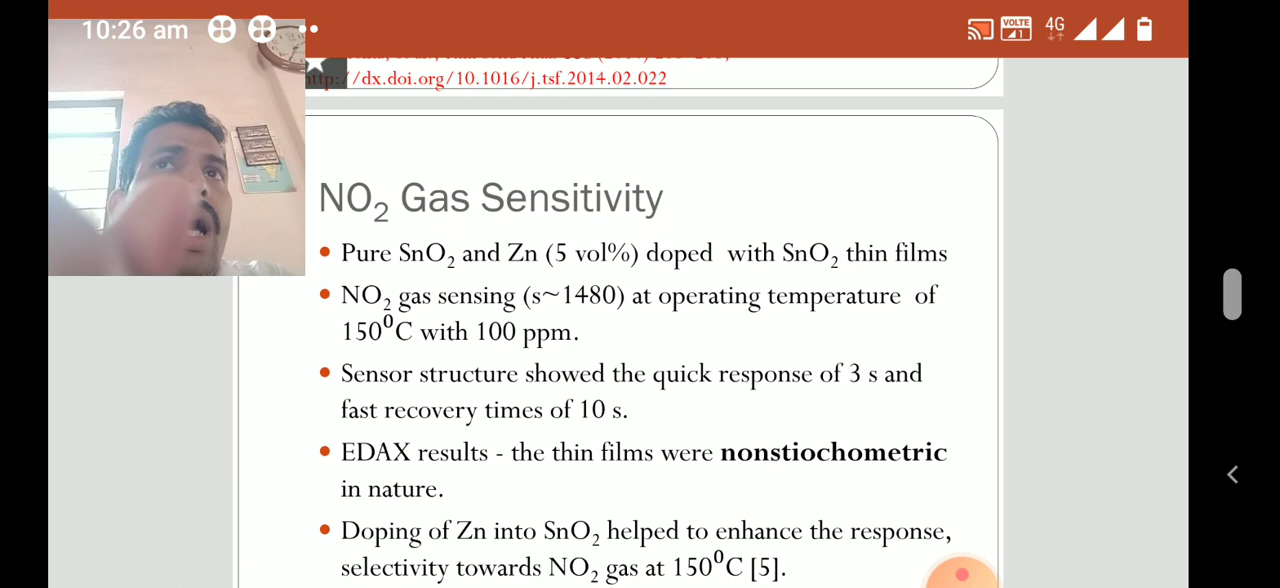 10:26 am
VOLTE
1
4G
http://dx.doi.org/10.1016/j.tsf.2014.02.022
NO₂ Gas Sensitivity
• Pure SnO₂ and Zn (5 vol%) doped with SnO₂ thin films
• NO₂ gas sensing (s~1480) at operating temperature of
150⁰C with 100 ppm.
• Sensor structure showed the quick response of 3 s and
fast recovery times of 10 s.
• EDAX results - the thin films were nonstiochometric
in nature.
• Doping of Zn into SnO₂ helped to enhance the response,
selectivity towards NO₂ gas at 150⁰C [5].